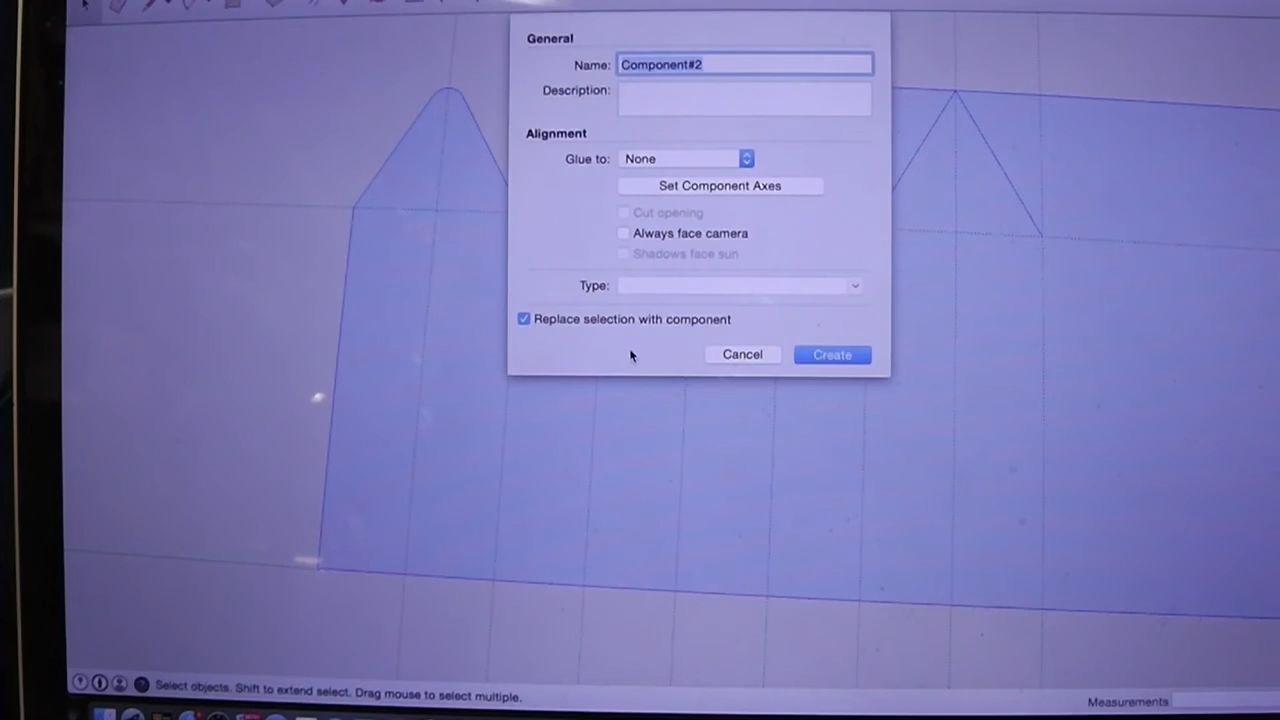 General
Name: Component#2
Description:
Alignment
Glue to: None
Set Component Axes
Cut opening
Always face camera
Shadows face sun
Type:
Replace selection with component
Cancel Create
Select objects. Shift to extend select. Drag mouse to select multiple.
Measurements